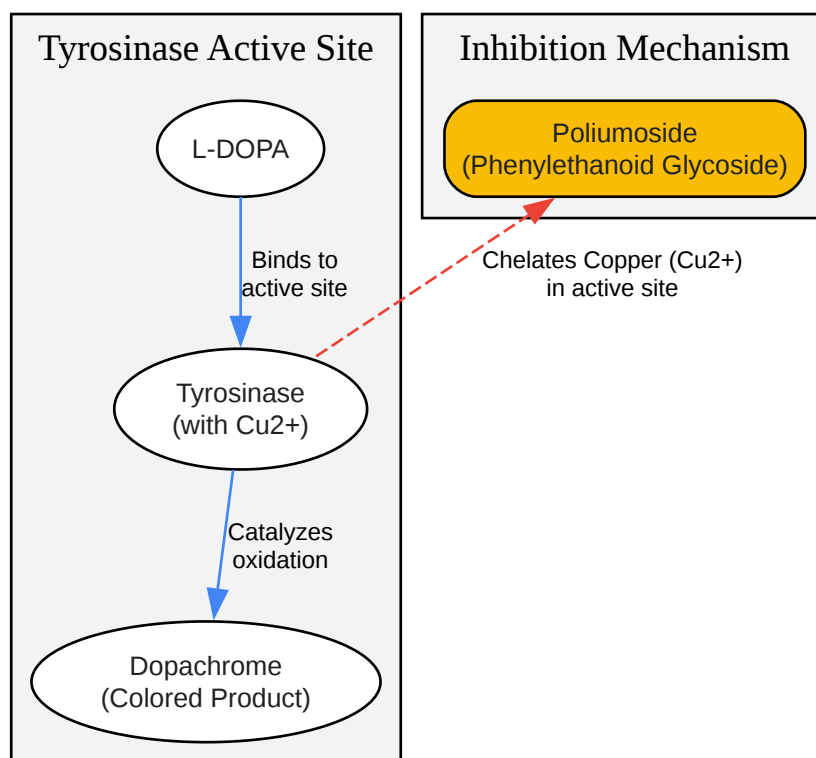 Tyrosinase Active Site
L-DOPA
Binds to
active site
Tyrosinase
(with Cu2+)
Catalyzes
oxidation
Dopachrome
(Colored Product)
Inhibition Mechanism
Poliumoside
(Phenylethanoid Glycoside)
Chelates Copper (Cu2+)
in active site